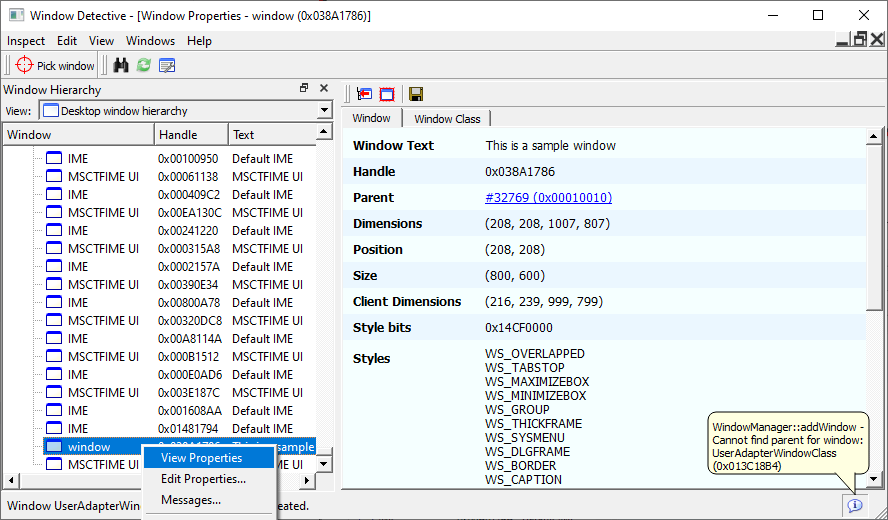 Window Detective - [Window Properties - window (0x038A1786)]
Inspect Edit View Windows Help
Pick window
Window Hierarchy
View: Desktop window hierarchy
Window Handle Text
IME 0x00100950 Default IME
MSCTFIME UI 0x00061138 MSCTFIME UI
IME 0x000409C2 Default IME
MSCTFIME UI 0x00EA130C MSCTFIME UI
IME 0x00241220 Default IME
MSCTFIME UI 0x000315A8 MSCTFIME UI
IME 0x0002157A Default IME
MSCTFIME UI 0x00390E34 MSCTFIME UI
IME 0x00800A78 Default IME
MSCTFIME UI 0x00320DC8 MSCTFIME UI
IME 0x00A8114A Default IME
MSCTFIME UI 0x000B1512 MSCTFIME UI
IME 0x000E0AD6 Default IME
MSCTFIME UI 0x003E187C MSCTFIME UI
IME 0x001608AA Default IME
IME 0x01481794 Default IME
window sample
MSCTFIME UI MSCTFIME UI
View Properties
Edit Properties...
Messages...
Window Window Class
Window Text This is a sample window
Handle 0x038A1786
Parent #32769 (0x00010010)
Dimensions (208, 208, 1007, 807)
Position (208, 208)
Size (800, 600)
Client Dimensions (216, 239, 999, 799)
Style bits 0x14CF0000
Styles WS_OVERLAPPED
WS_TABSTOP
WS_MAXIMIZEBOX
WS_MINIMIZEBOX
WS_GROUP
WS_THICKFRAME
WS_SYSMENU
WS_DLGFRAME
WS_BORDER
WS_CAPTION
WindowManager::addWindow -
Cannot find parent for window:
UserAdapterWindowClass
(0x013C18B4)
Window UserAdapterWin eated.